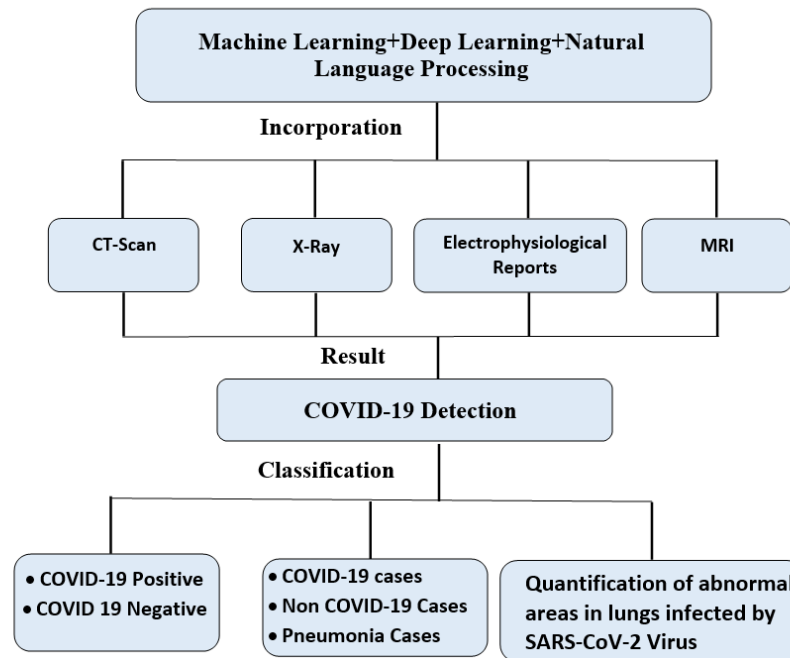 Machine Learning+Deep Learning+Natural
Language Processing
Incorporation
CT-Scan
X-Ray
Electrophysiological
Reports
MRI
Result
COVID-19 Detection
Classification
• COVID-19 Positive
• COVID 19 Negative
• COVID-19 cases
• Non COVID-19 Cases
• Pneumonia Cases
Quantification of abnormal
areas in lungs infected by
SARS-CoV-2 Virus